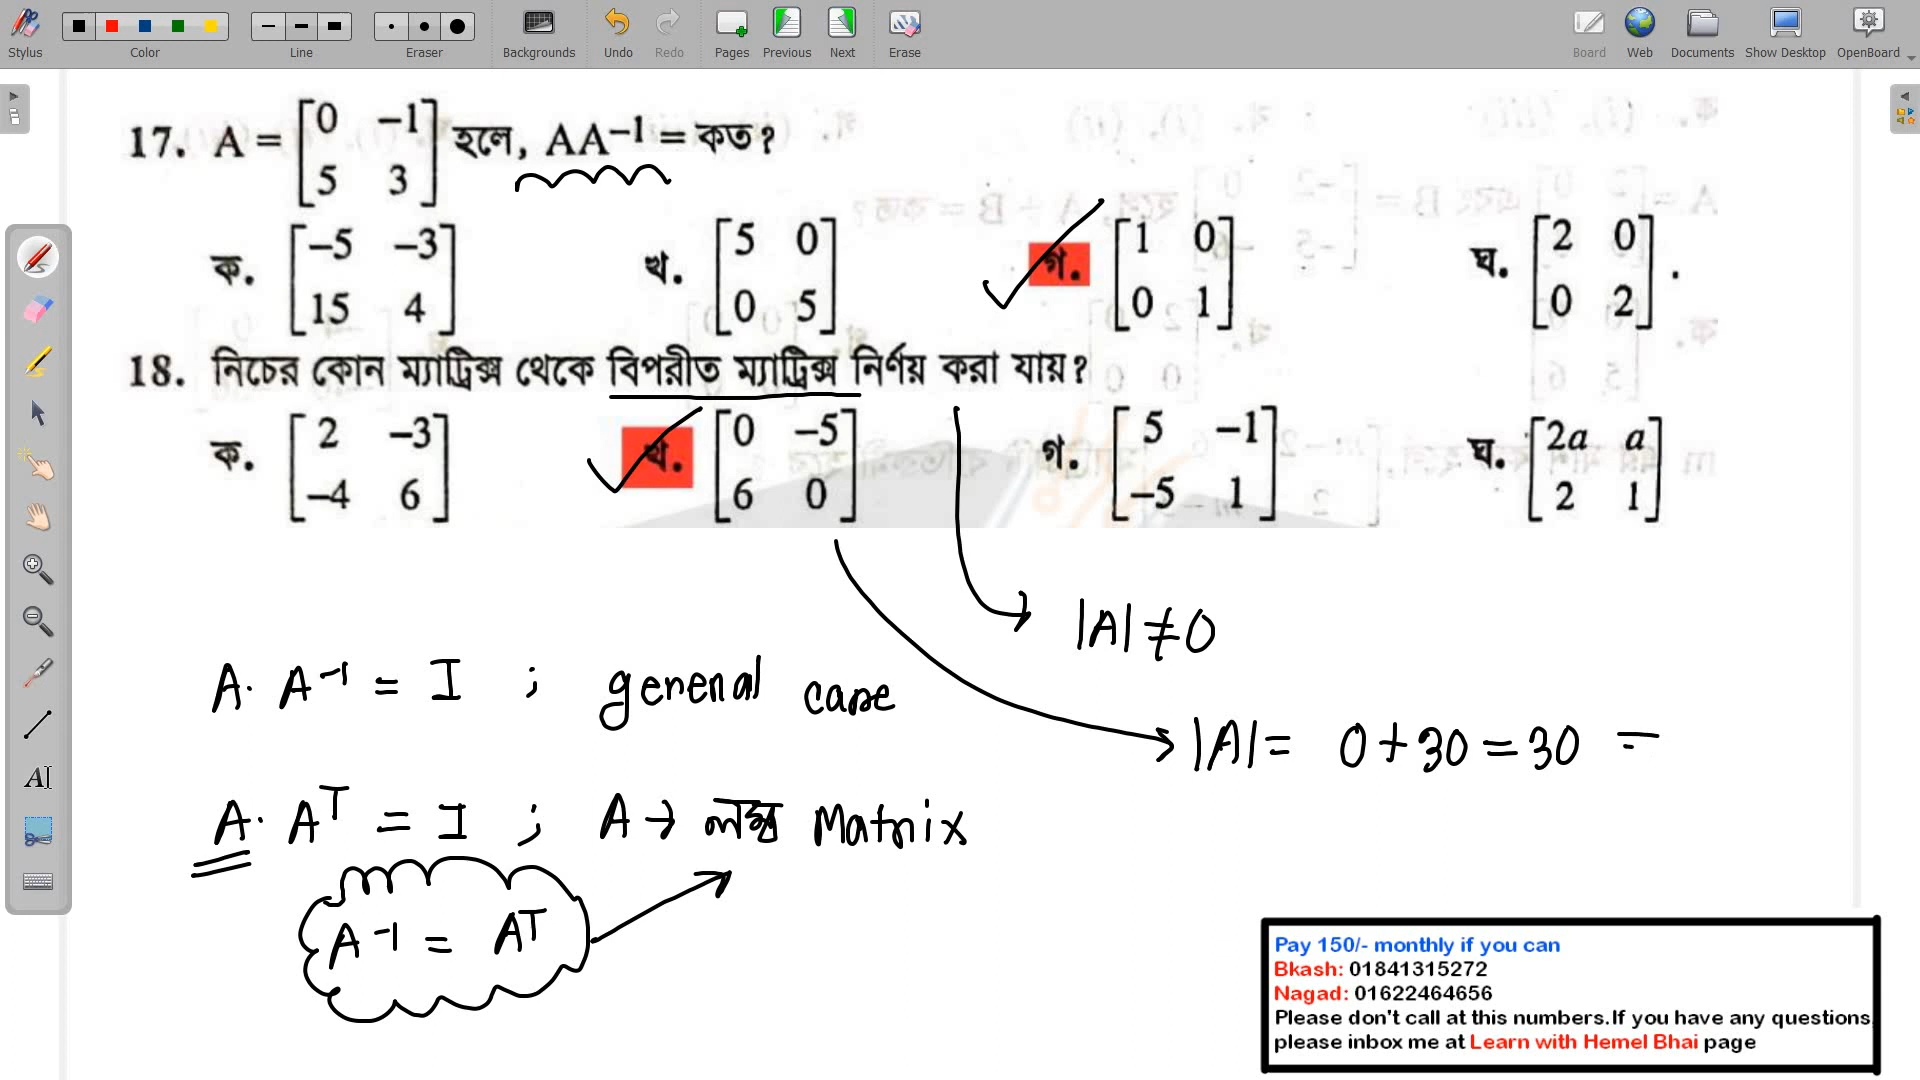 Stylus Color Line Eraser Backgrounds Undo Redo Pages Previous Next Erase Board Web Documents Show Desktop OpenBoard
17. A = [0 −1; 5 3] হলে, AA⁻¹ = কত?
ক. [−5 −3; 15 4] খ. [5 0; 0 5] গ. [1 0; 0 1] ঘ. [2 0; 0 2].
18. নিচের কোন ম্যাট্রিক্স থেকে বিপরীত ম্যাট্রিক্স নির্ণয় করা যায়?
ক. [2 −3; −4 6] খ. [0 −5; 6 0] গ. [5 −1; −5 1] ঘ. [2a a; 2 1]
|A| ≠ 0
A. A⁻¹ = I ; general case
|A| = 0 + 30 = 30
A. Aᵀ = I ; A → লম্ব Matrix
A⁻¹ = Aᵀ
Pay 150/- monthly if you can
Bkash: 01841315272
Nagad: 01622464656
Please don't call at this numbers.If you have any questions
please inbox me at Learn with Hemel Bhai page